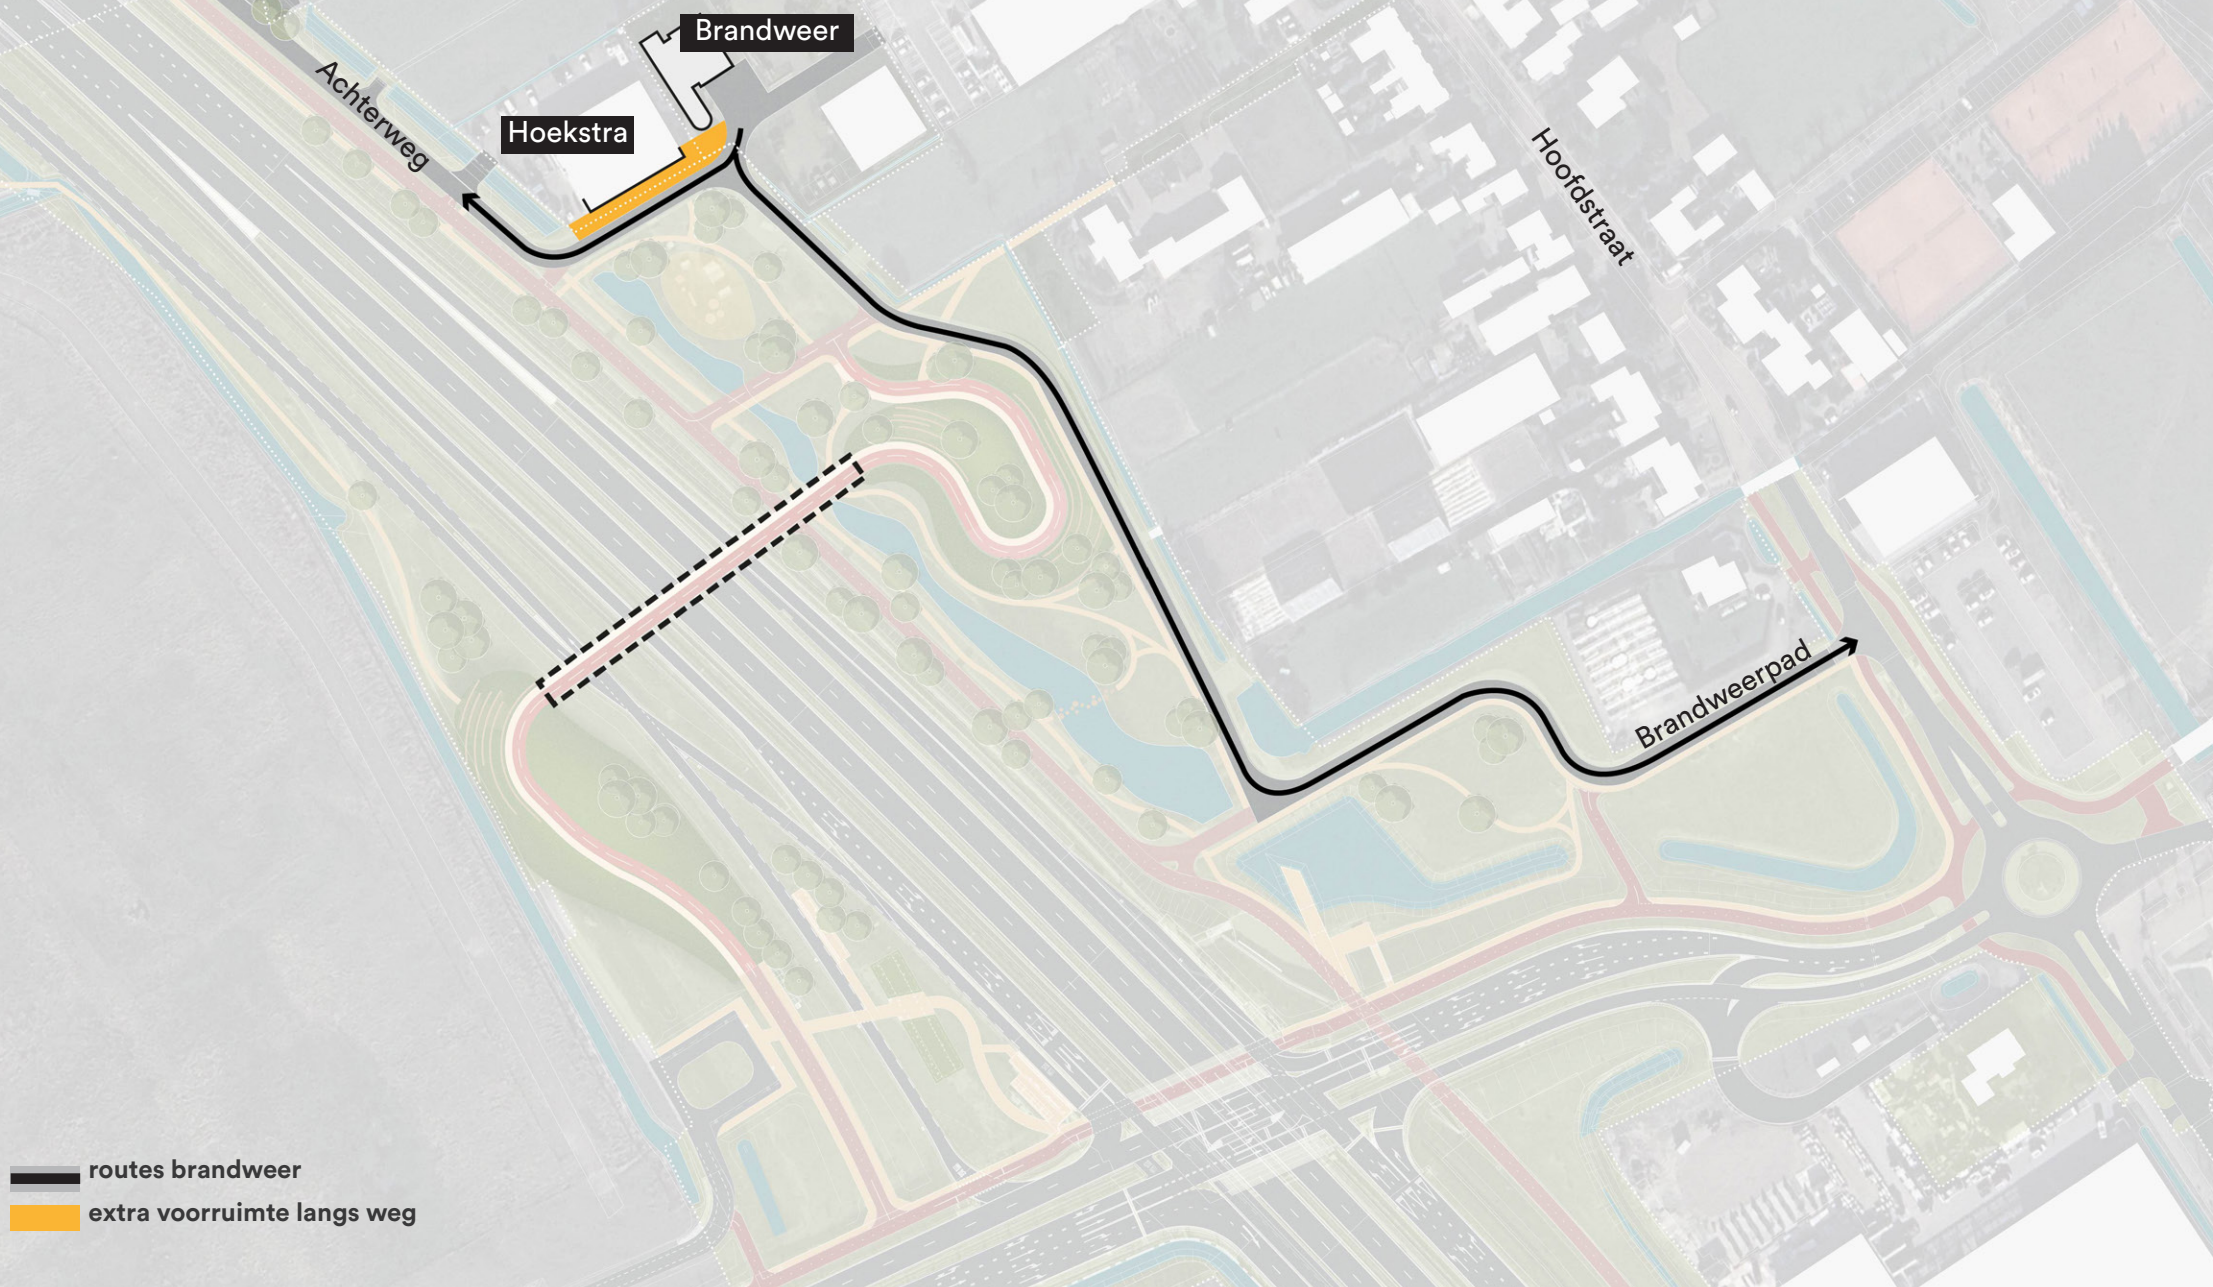 Brandweer
Achterweg
Hoekstra
Hoofdstraat
Brandweerpad
routes brandweer
extra voorruimte langs weg